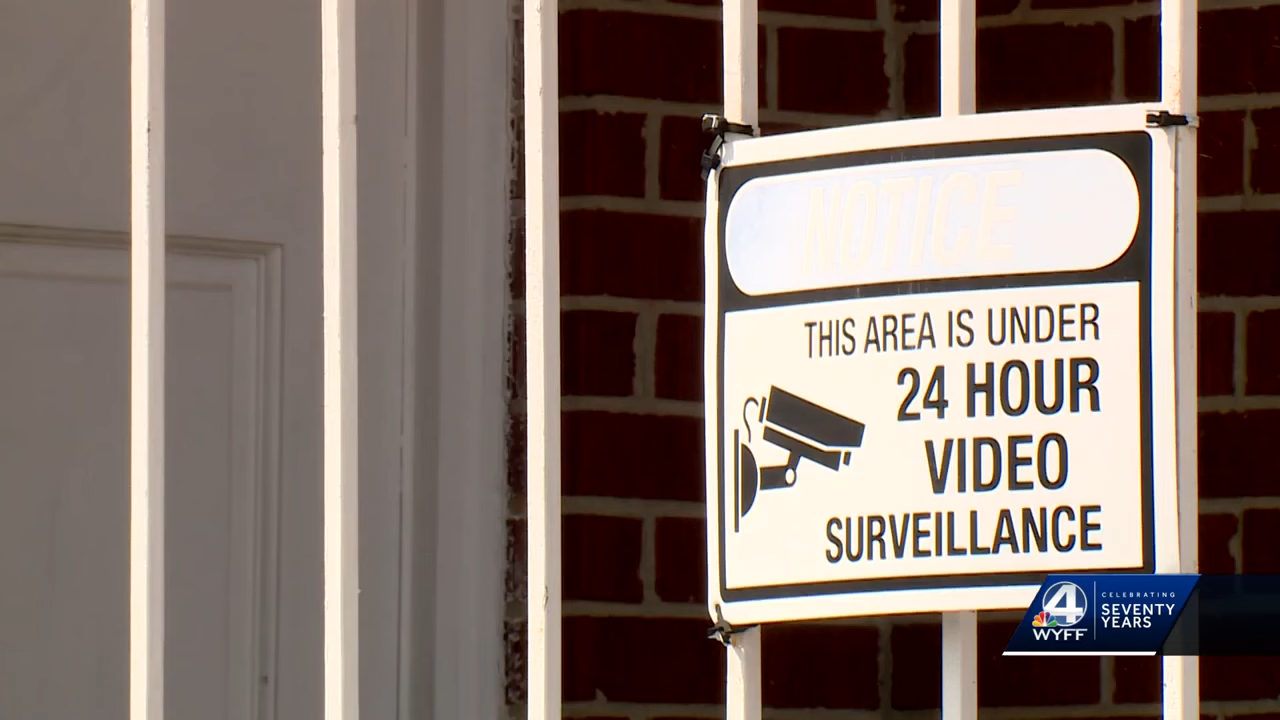 NOTICE
THIS AREA IS UNDER
24 HOUR
VIDEO
SURVEILLANCE
4
WYFF
CELEBRATING
SEVENTY
YEARS